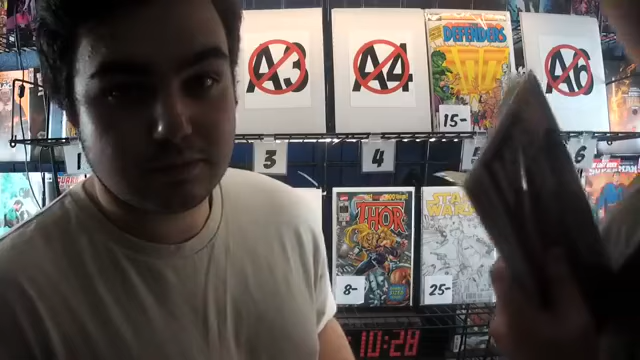 A3
A4
DEFENDERS
A6
15-
3
4
6
THOR
STAR
WARS
SUPERMAN
8-
25-
10:28